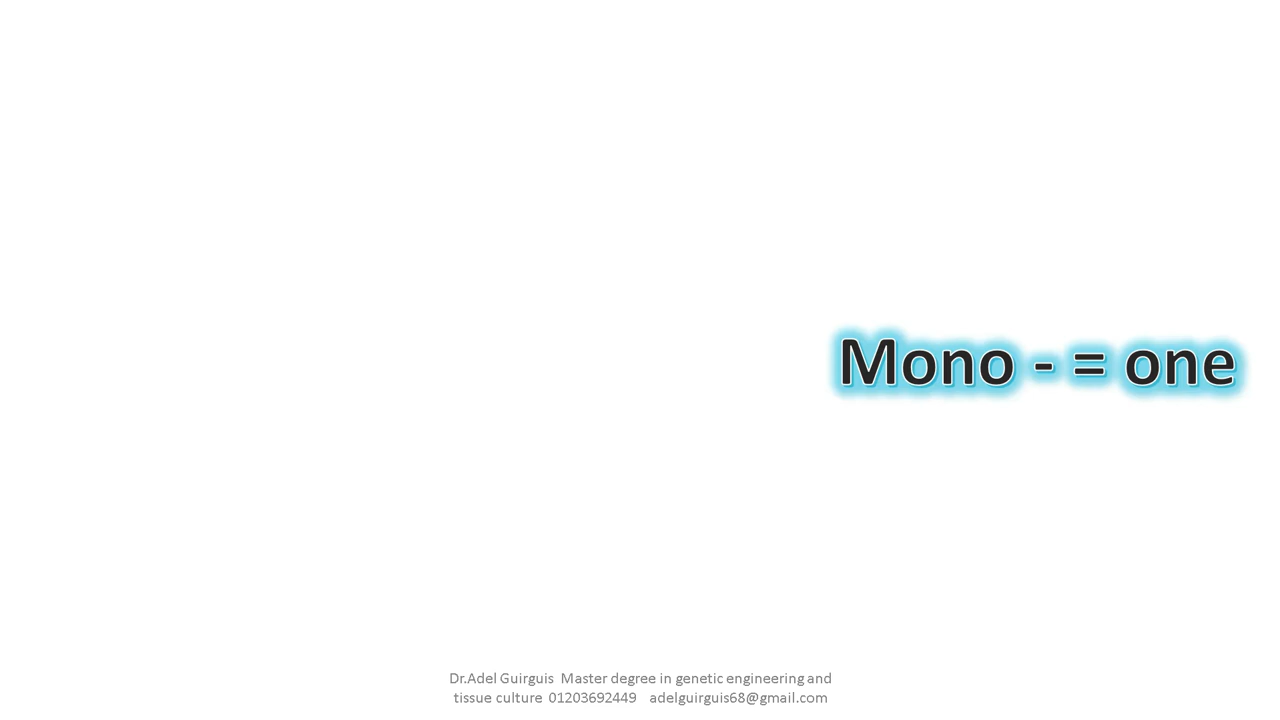 Mono - = one
Dr.Adel Guirguis  Master degree in genetic engineering and
tissue culture 01203692449   adelguirguis68@gmail.com